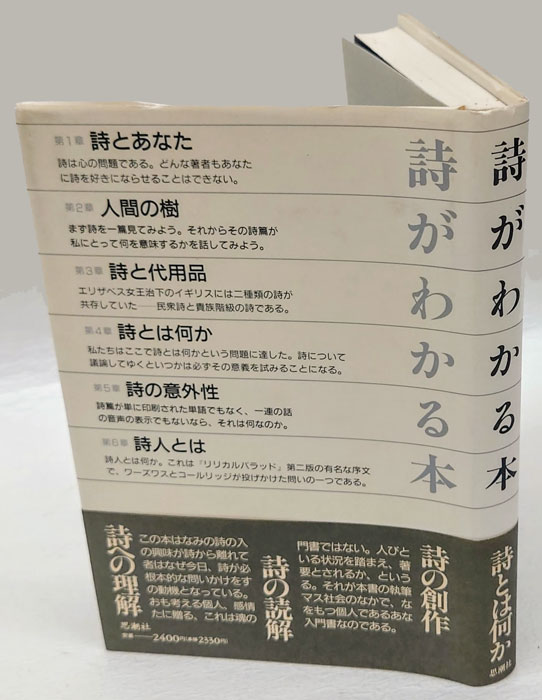 第1章 詩とあなた
詩は心の問題である。どんな著者もあなた
に詩を好きにならせることはできない。
第2章 人間の樹
まず詩を一篇見てみよう。それからその詩篇が
私にとって何を意味するかを話してみよう。
第3章 詩と代用品
エリザベス女王治下のイギリスには二種類の詩が
共存していた──民衆詩と貴族階級の詩である。
第4章 詩とは何か
私たちはここで詩とは何かという問題に達した。詩について
議論してゆくといつかは必ずその意義を試みることになる。
第5章 詩の意外性
詩篇が単に印刷された単語でもなく、一連の話
の音声の表示でもないなら、それは何なのか。
第6章 詩人とは
詩人とは何か。これは『リリカルバラッド』第二版の有名な序文
で、ワーズワスとコールリッジが投げかけた問いの一つである。
詩がわかる本
詩がわかる本
詩の創作
門書ではない。人びと
いる状況を踏まえ、著
要とされるか、という
る。それが本書の執筆
マス社会のなかで、な
をもつ個人であるあな
入門書なのである。
詩の読解
この本はなみの詩の入
の興味が詩から離れて
者はなぜ今日、詩が必
根本的な問いかけをす
の動機となっている。
おも考える個人、感情
たに贈る、これは魂の
詩への理解
思潮社
定価──2400円(本体2330円)
詩とは何か
思潮社